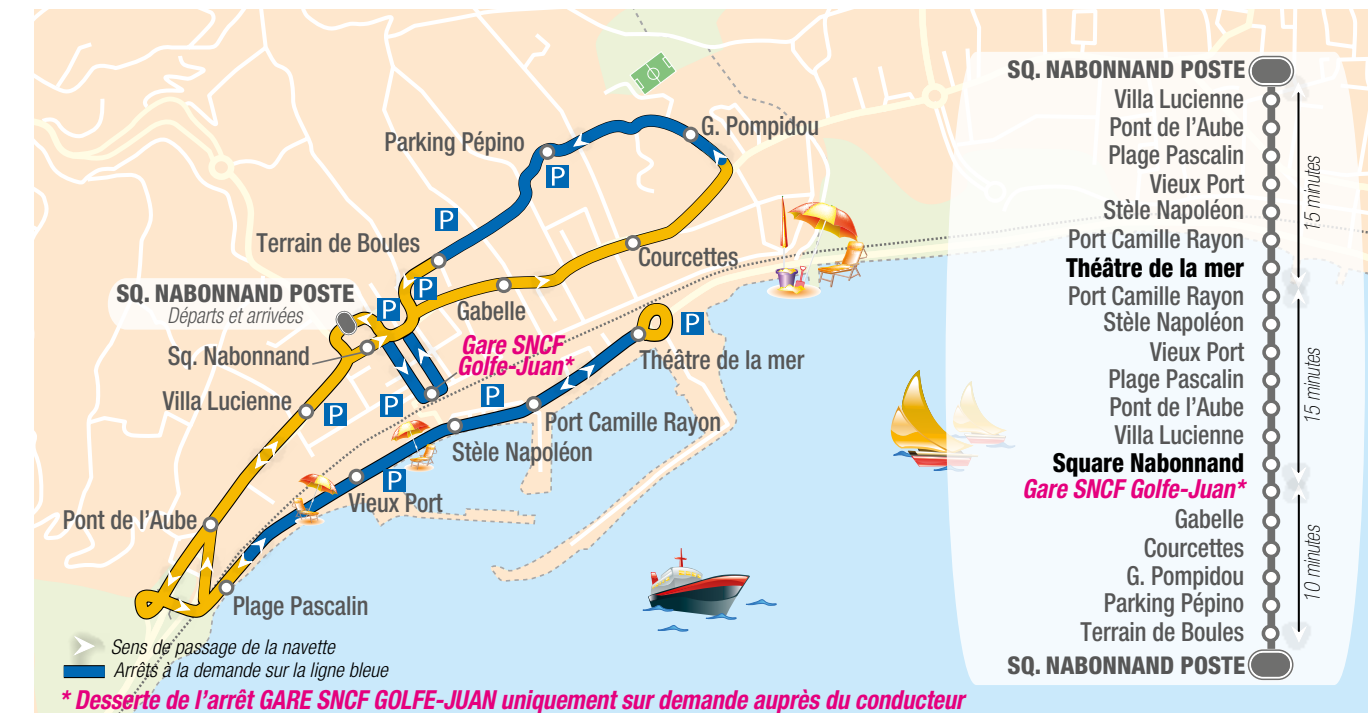 G. Pompidou
Parking Pépino
P
P
Terrain de Boules
Courcettes
P
SQ. NABONNAND POSTE
Départs et arrivées
P
Gabelle
P
Sq. Nabonnand
Gare SNCF
Golfe-Juan*
Théâtre de la mer
Villa Lucienne
P
P
P
Port Camille Rayon
Stèle Napoléon
P
Vieux Port
Pont de l'Aube
Plage Pascalin
Sens de passage de la navette
Arrêts à la demande sur la ligne bleue
* Desserte de l'arrêt GARE SNCF GOLFE-JUAN uniquement sur demande auprès du conducteur
SQ. NABONNAND POSTE
Villa Lucienne
Pont de l'Aube
Plage Pascalin
Vieux Port
Stèle Napoléon
Port Camille Rayon
Théâtre de la mer
15 minutes
Port Camille Rayon
Stèle Napoléon
Vieux Port
Plage Pascalin
Pont de l'Aube
Villa Lucienne
Square Nabonnand
15 minutes
Gare SNCF Golfe-Juan*
Gabelle
Courcettes
G. Pompidou
Parking Pépino
Terrain de Boules
10 minutes
SQ. NABONNAND POSTE